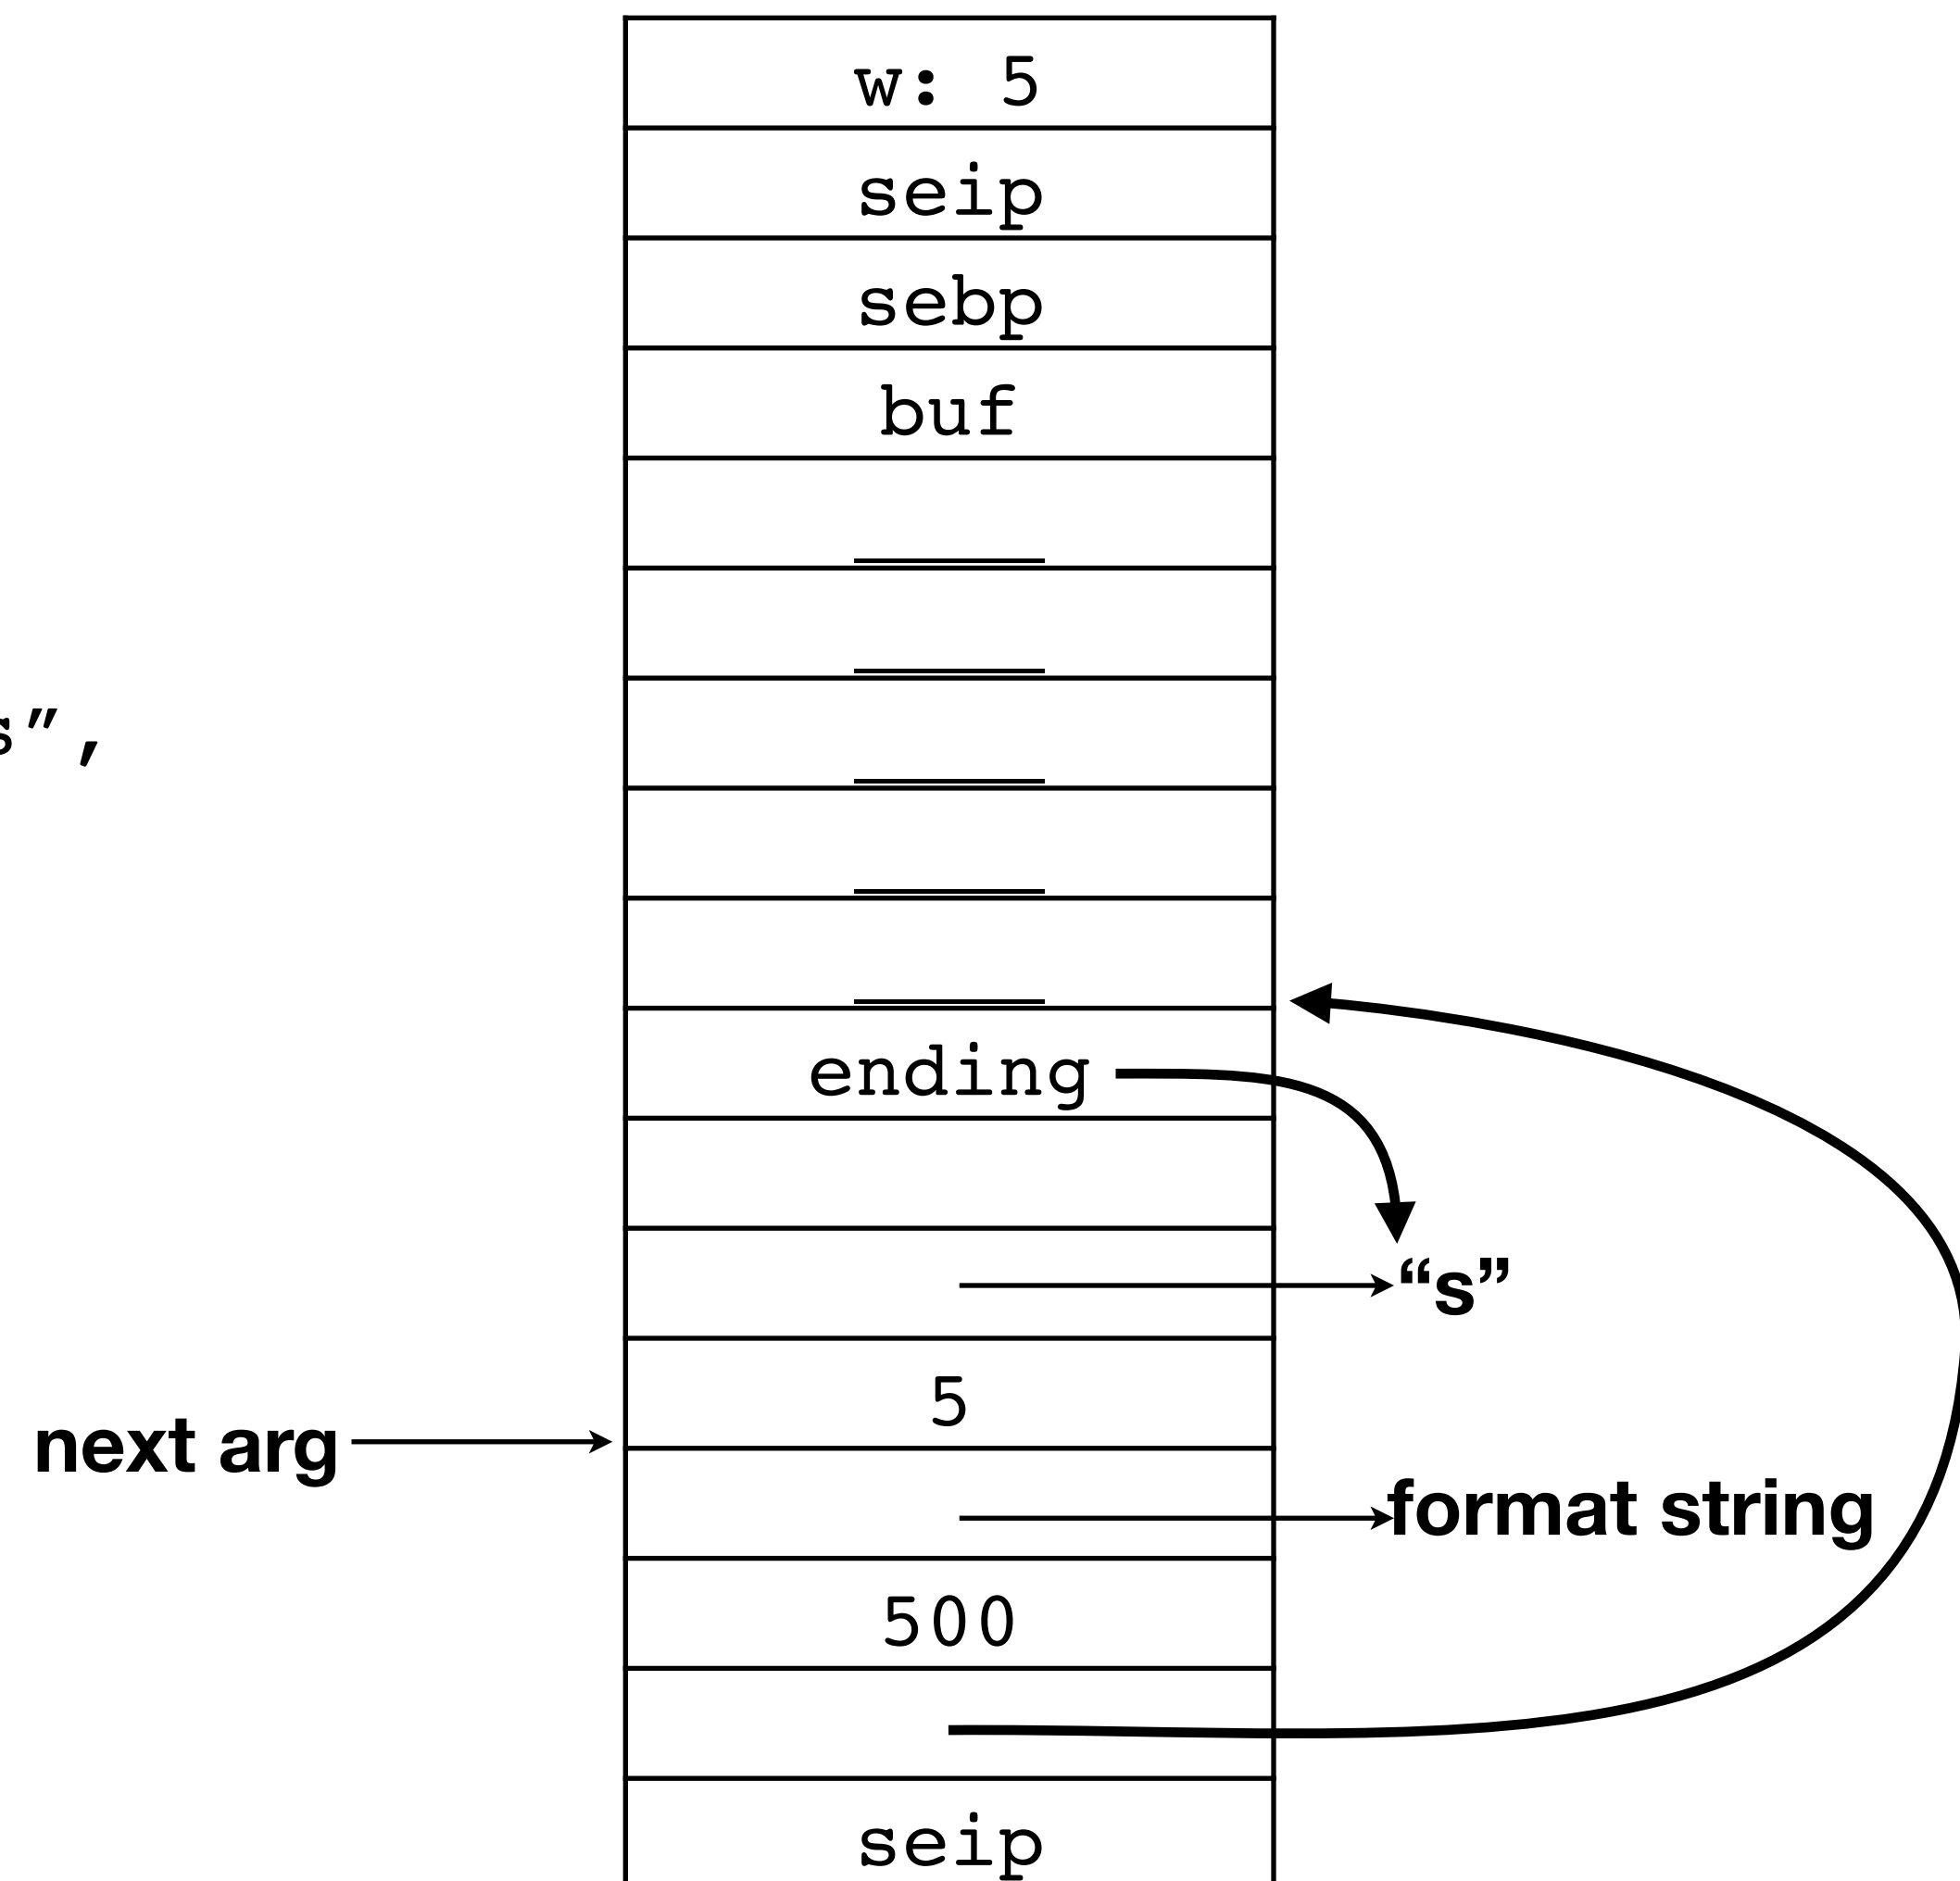 w: 5
seip
sebp
buf
s”,
ending
“s”
5
next arg
format string
500
seip